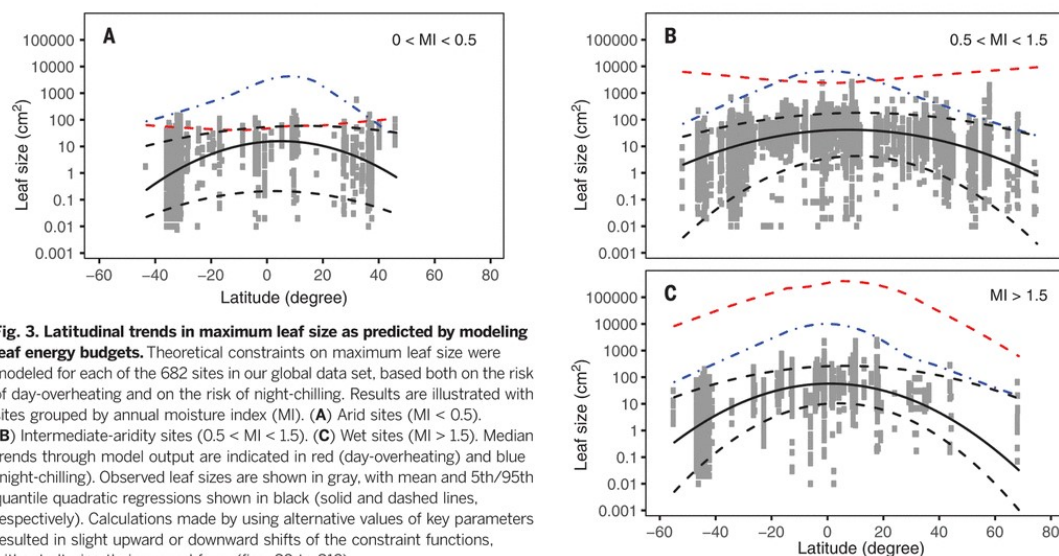 A
0 < MI < 0.5
100000
10000
1000
100
10
1
0.1
0.01
0.001
Leaf size (cm²)
−60 −40 −20 0 20 40 60 80
Latitude (degree)
B
0.5 < MI < 1.5
100000
10000
1000
100
10
1
0.1
0.01
0.001
Leaf size (cm²)
C
MI > 1.5
100000
10000
1000
100
10
1
0.1
0.01
Leaf size (cm²)
−60 −40 −20 0 20 40 60 80
Latitude (degree)
ig. 3. Latitudinal trends in maximum leaf size as predicted by modeling
eaf energy budgets. Theoretical constraints on maximum leaf size were
modeled for each of the 682 sites in our global data set, based both on the risk
of day-overheating and on the risk of night-chilling. Results are illustrated with
sites grouped by annual moisture index (MI). (A) Arid sites (MI < 0.5).
B) Intermediate-aridity sites (0.5 < MI < 1.5). (C) Wet sites (MI > 1.5). Median
rends through model output are indicated in red (day-overheating) and blue
night-chilling). Observed leaf sizes are shown in gray, with mean and 5th/95th
quantile quadratic regressions shown in black (solid and dashed lines,
espectively). Calculations made by using alternative values of key parameters
esulted in slight upward or downward shifts of the constraint functions,